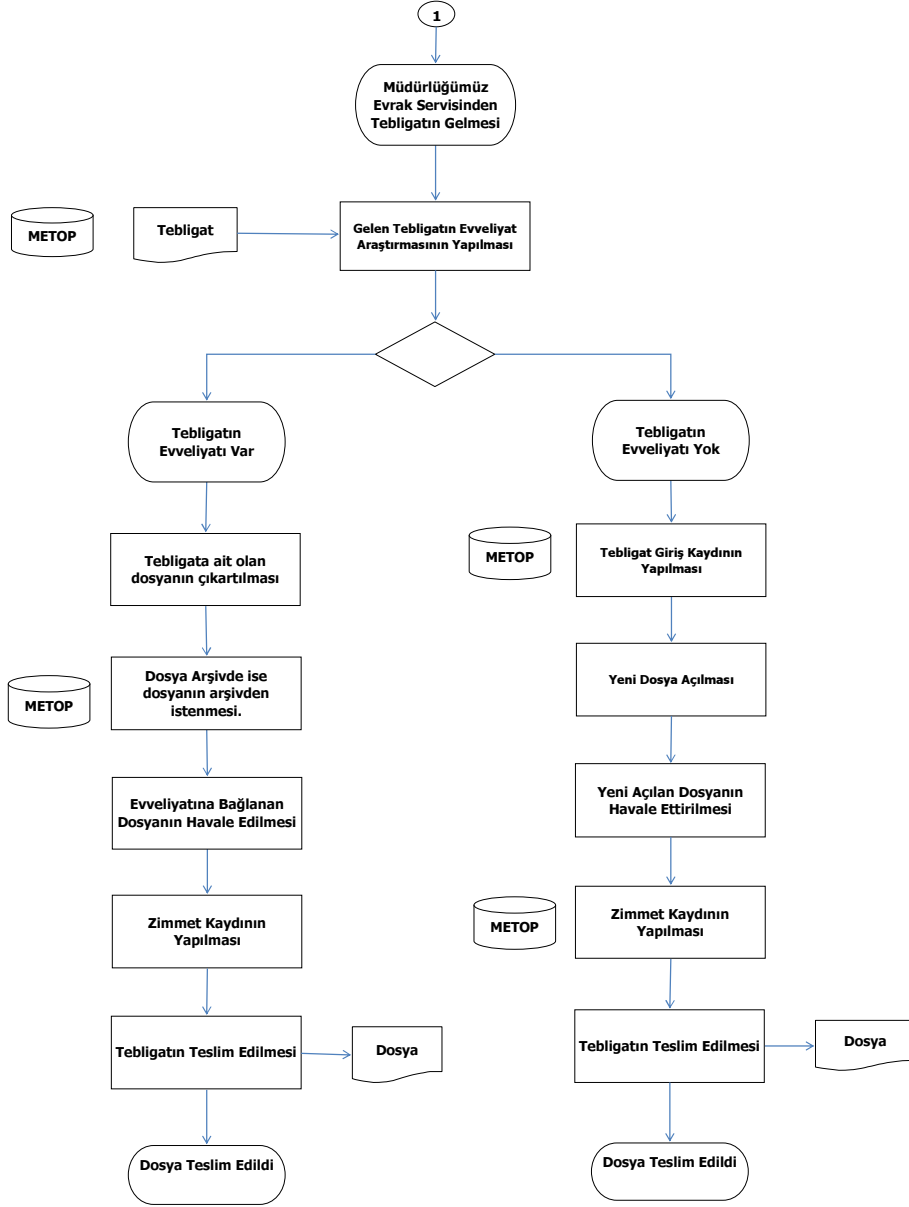 1
Müdürlüğümüz
Evrak Servisinden
Tebligatın Gelmesi
METOP
Tebligat
Gelen Tebligatın Evveliyat
Araştırmasının Yapılması
Tebligatın
Evveliyatı Var
Tebligatın
Evveliyatı Yok
Tebligata ait olan
dosyanın çıkartılması
METOP
Tebligat Giriş Kaydının
Yapılması
METOP
Dosya Arşivde ise
dosyanın arşivden
istenmesi.
Yeni Dosya Açılması
Evveliyatına Bağlanan
Dosyanın Havale Edilmesi
Yeni Açılan Dosyanın
Havale Ettirilmesi
Zimmet Kaydının
Yapılması
METOP
Zimmet Kaydının
Yapılması
Tebligatın Teslim Edilmesi
Dosya
Tebligatın Teslim Edilmesi
Dosya
Dosya Teslim Edildi
Dosya Teslim Edildi